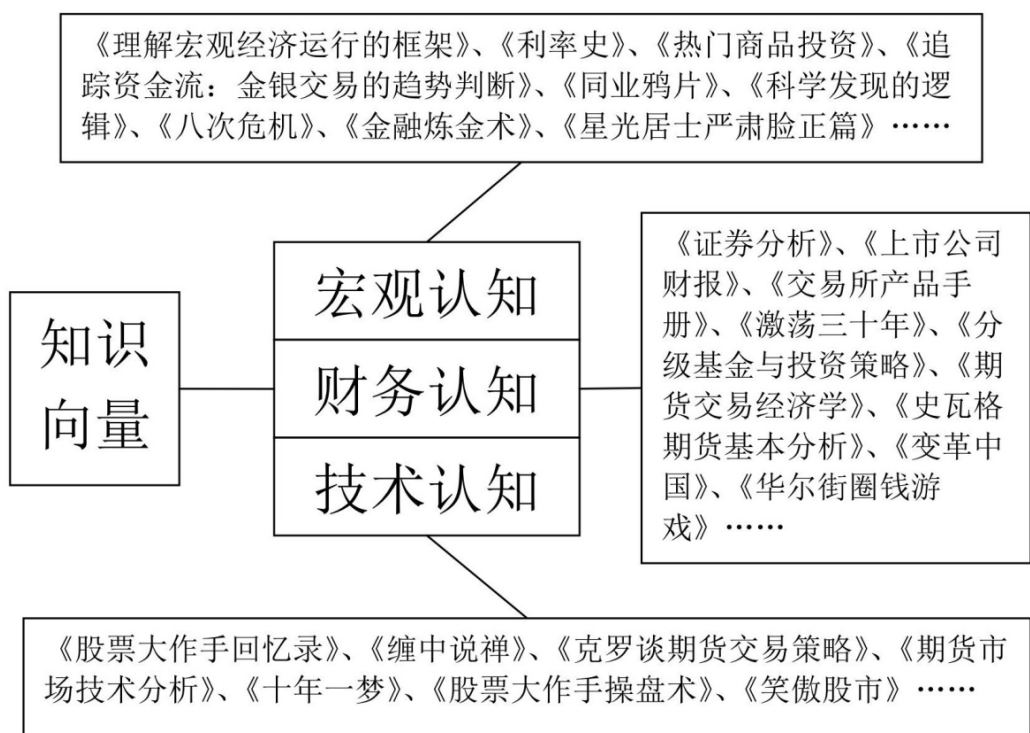 《理解宏观经济运行的框架》、《利率史》、《热门商品投资》、《追
踪资金流：金银交易的趋势判断》、《同业鸦片》、《科学发现的逻
辑》、《八次危机》、《金融炼金术》、《星光居士严肃脸正篇》……
知识
向量
宏观认知
财务认知
技术认知
《证券分析》、《上市公司
财报》、《交易所产品手
册》、《激荡三十年》、《分
级基金与投资策略》、《期
货交易经济学》、《史瓦格
期货基本分析》、《变革中
国》、《华尔街圈钱游
戏》……
《股票大作手回忆录》、《缠中说禅》、《克罗谈期货交易策略》、《期货市
场技术分析》、《十年一梦》、《股票大作手操盘术》、《笑傲股市》……